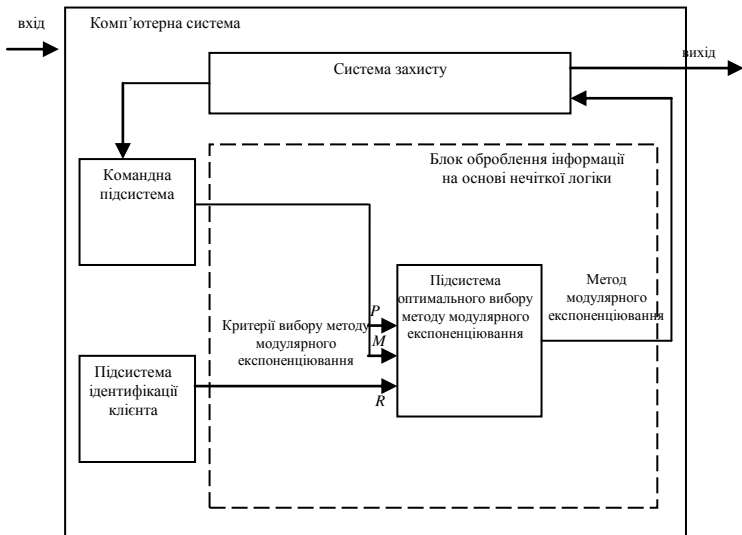 вхід
Комп’ютерна система
Система захисту
вихід
Командна
підсистема
Блок оброблення інформації
на основі нечіткої логіки
Підсистема
оптимального вибору
методу модулярного
експоненціювання
Метод
модулярного
експоненціювання
P
M
R
Критерії вибору методу
модулярного
експоненціювання
Підсистема
ідентифікації
клієнта